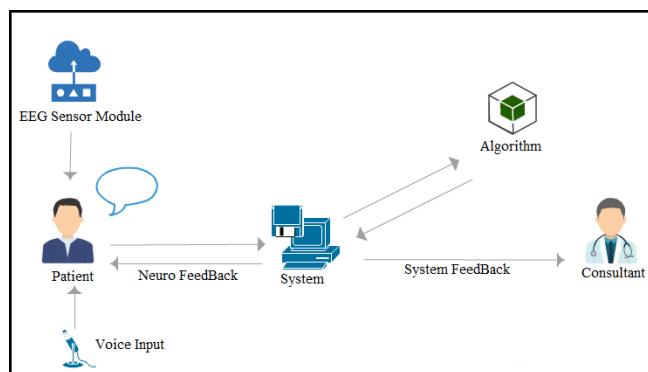 EEG Sensor Module
Algorithm
Patient
Neuro FeedBack
System
System FeedBack
Consultant
Voice Input